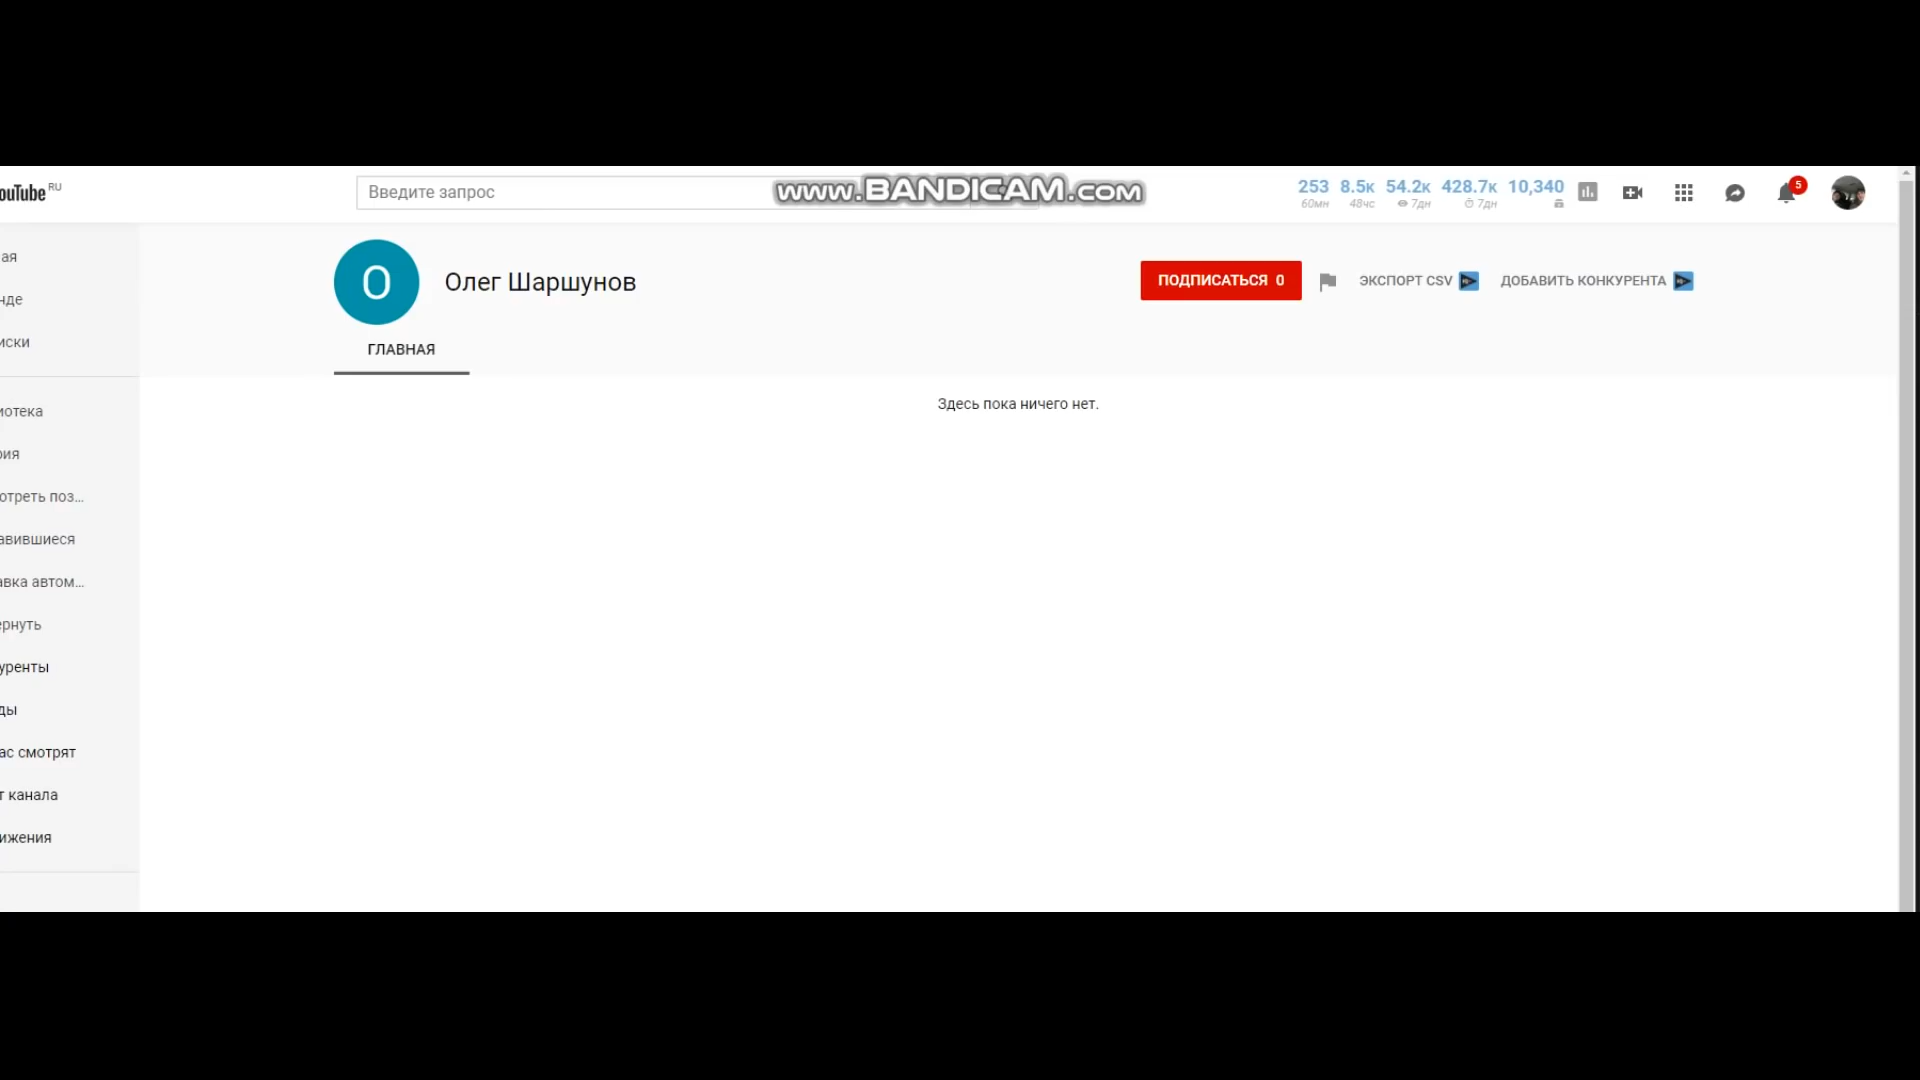 ouTube RU
Введите запрос
www.BANDICAM.com
253 8.5к 54.2к 428.7к 10,340
60мн 48чс 7дн 7дн
5
О
Олег Шаршунов
ПОДПИСАТЬСЯ 0
ЭКСПОРТ CSV
ДОБАВИТЬ КОНКУРЕНТА
ГЛАВНАЯ
Здесь пока ничего нет.
ая
нде
иски
иотека
рия
отреть поз...
авившиеся
авка автом...
ернуть
уренты
ды
ас смотрят
т канала
ижения